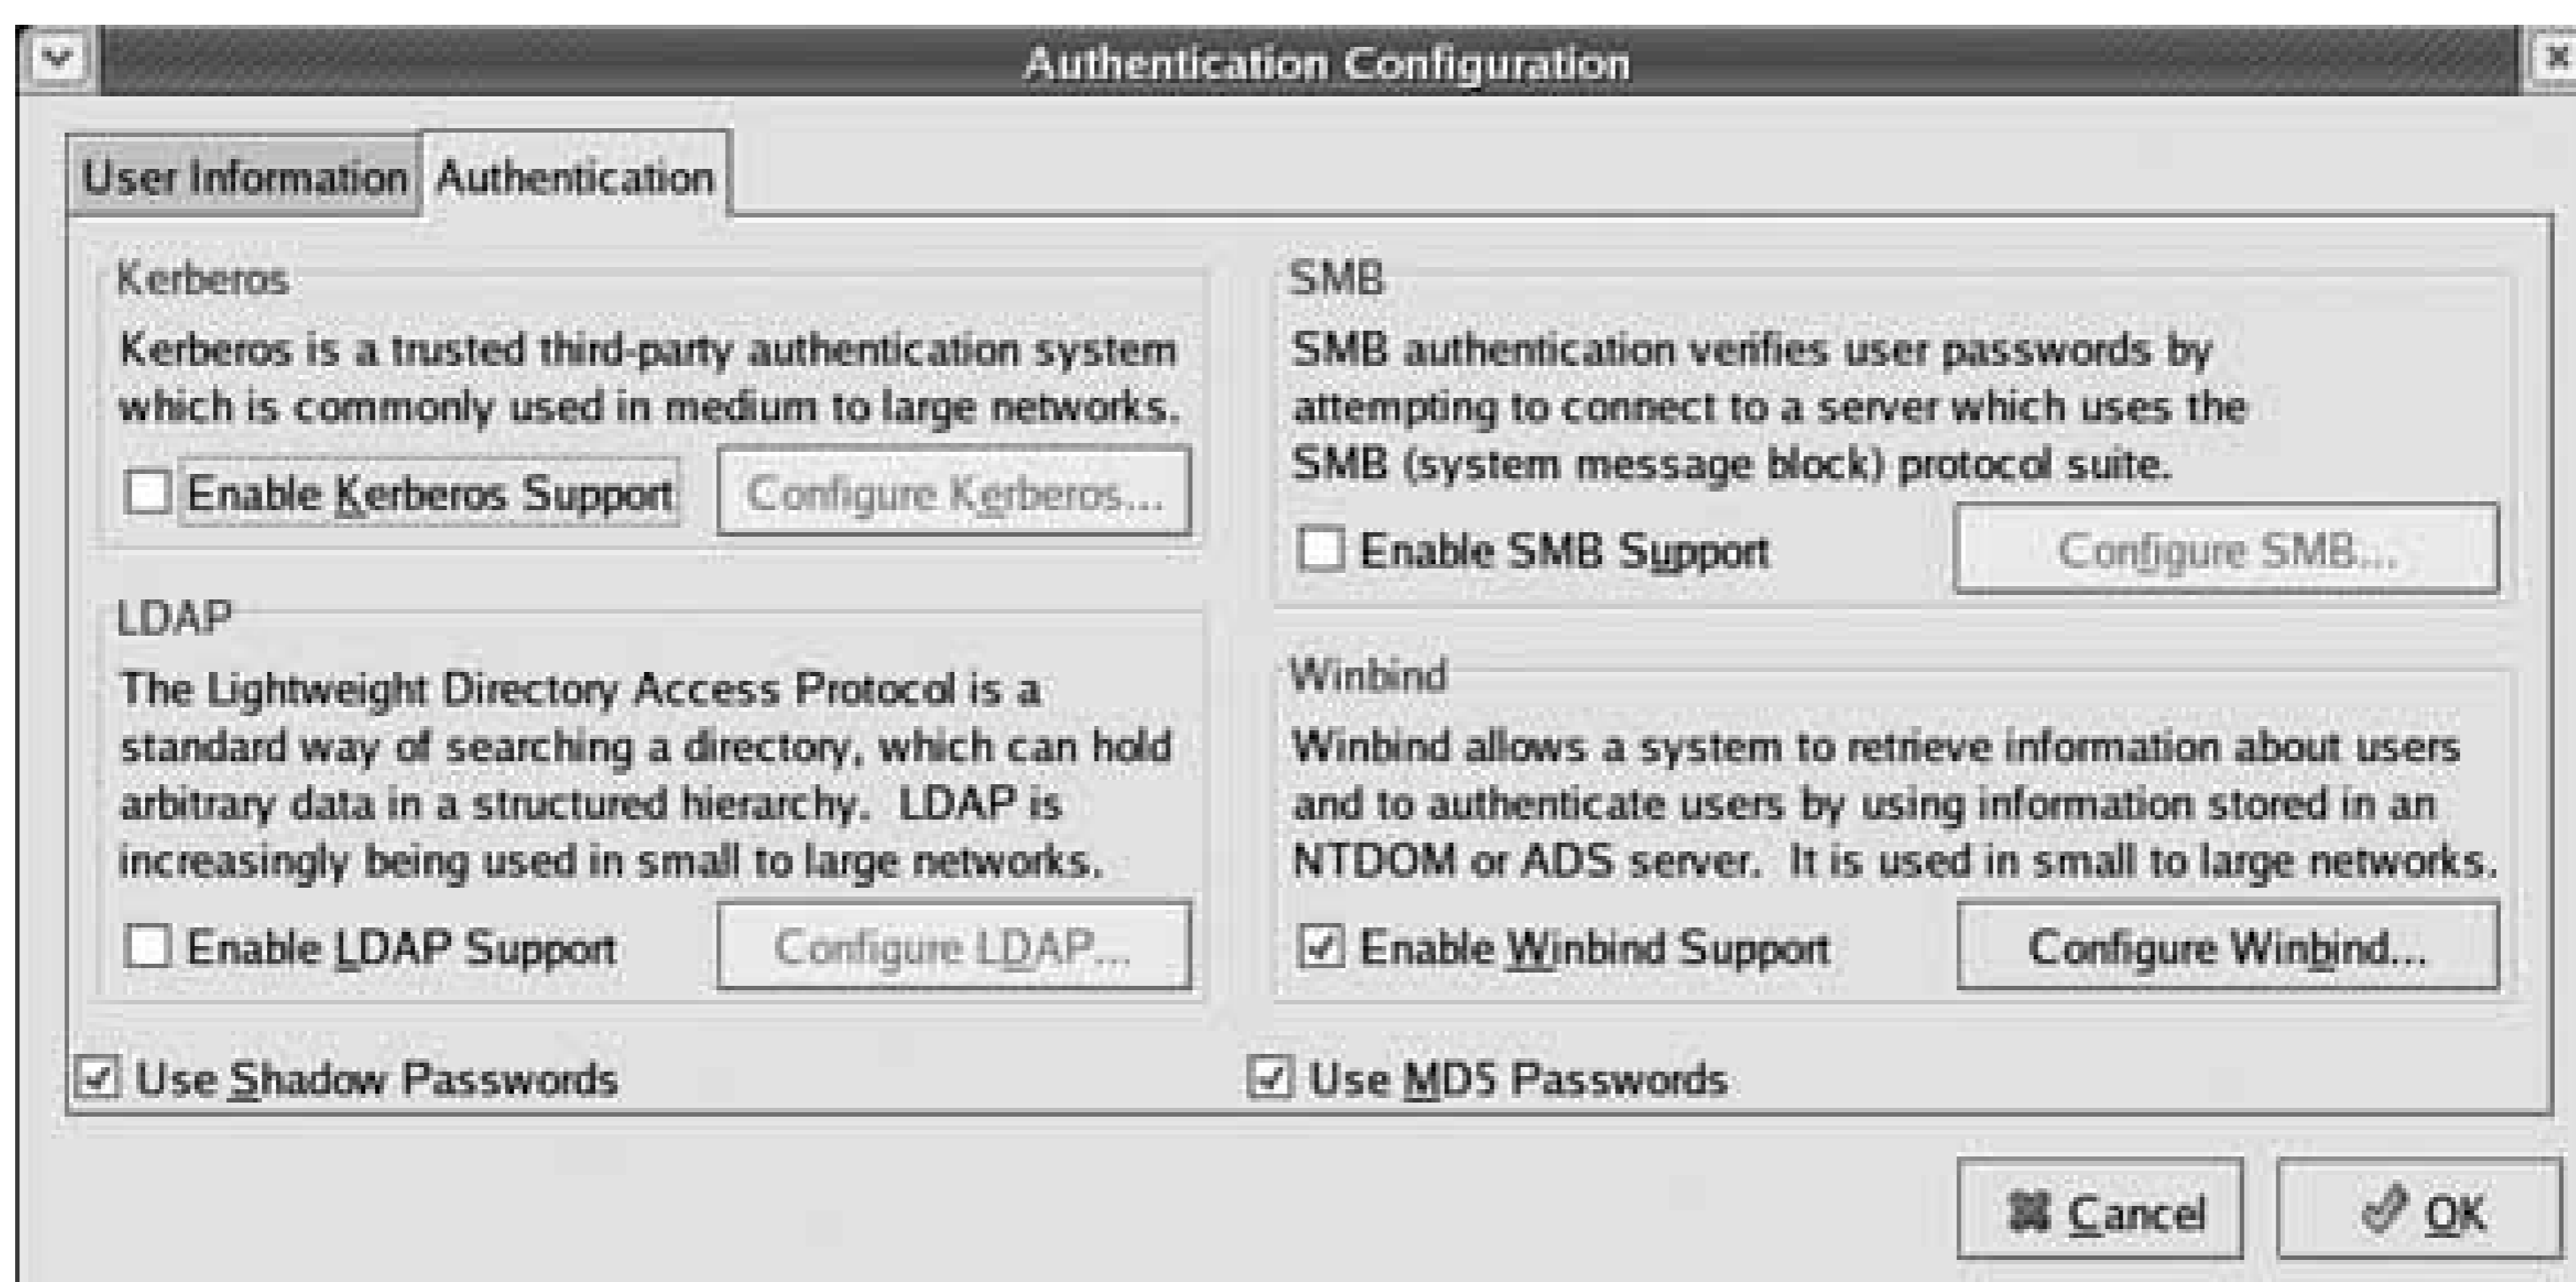 Authentication Configuration
User Information
Authentication
Kerberos
Kerberos is a trusted third-party authentication system
which is commonly used in medium to large networks.
Enable Kerberos Support
Configure Kerberos...
LDAP
The Lightweight Directory Access Protocol is a
standard way of searching a directory, which can hold
arbitrary data in a structured hierarchy.  LDAP is
increasingly being used in small to large networks.
Enable LDAP Support
Configure LDAP...
SMB
SMB authentication verifies user passwords by
attempting to connect to a server which uses the
SMB (system message block) protocol suite.
Enable SMB Support
Configure SMB...
Winbind
Winbind allows a system to retrieve information about users
and to authenticate users by using information stored in an
NTDOM or ADS server.  It is used in small to large networks.
Enable Winbind Support
Configure Winbind...
Use Shadow Passwords
Use MD5 Passwords
Cancel
OK